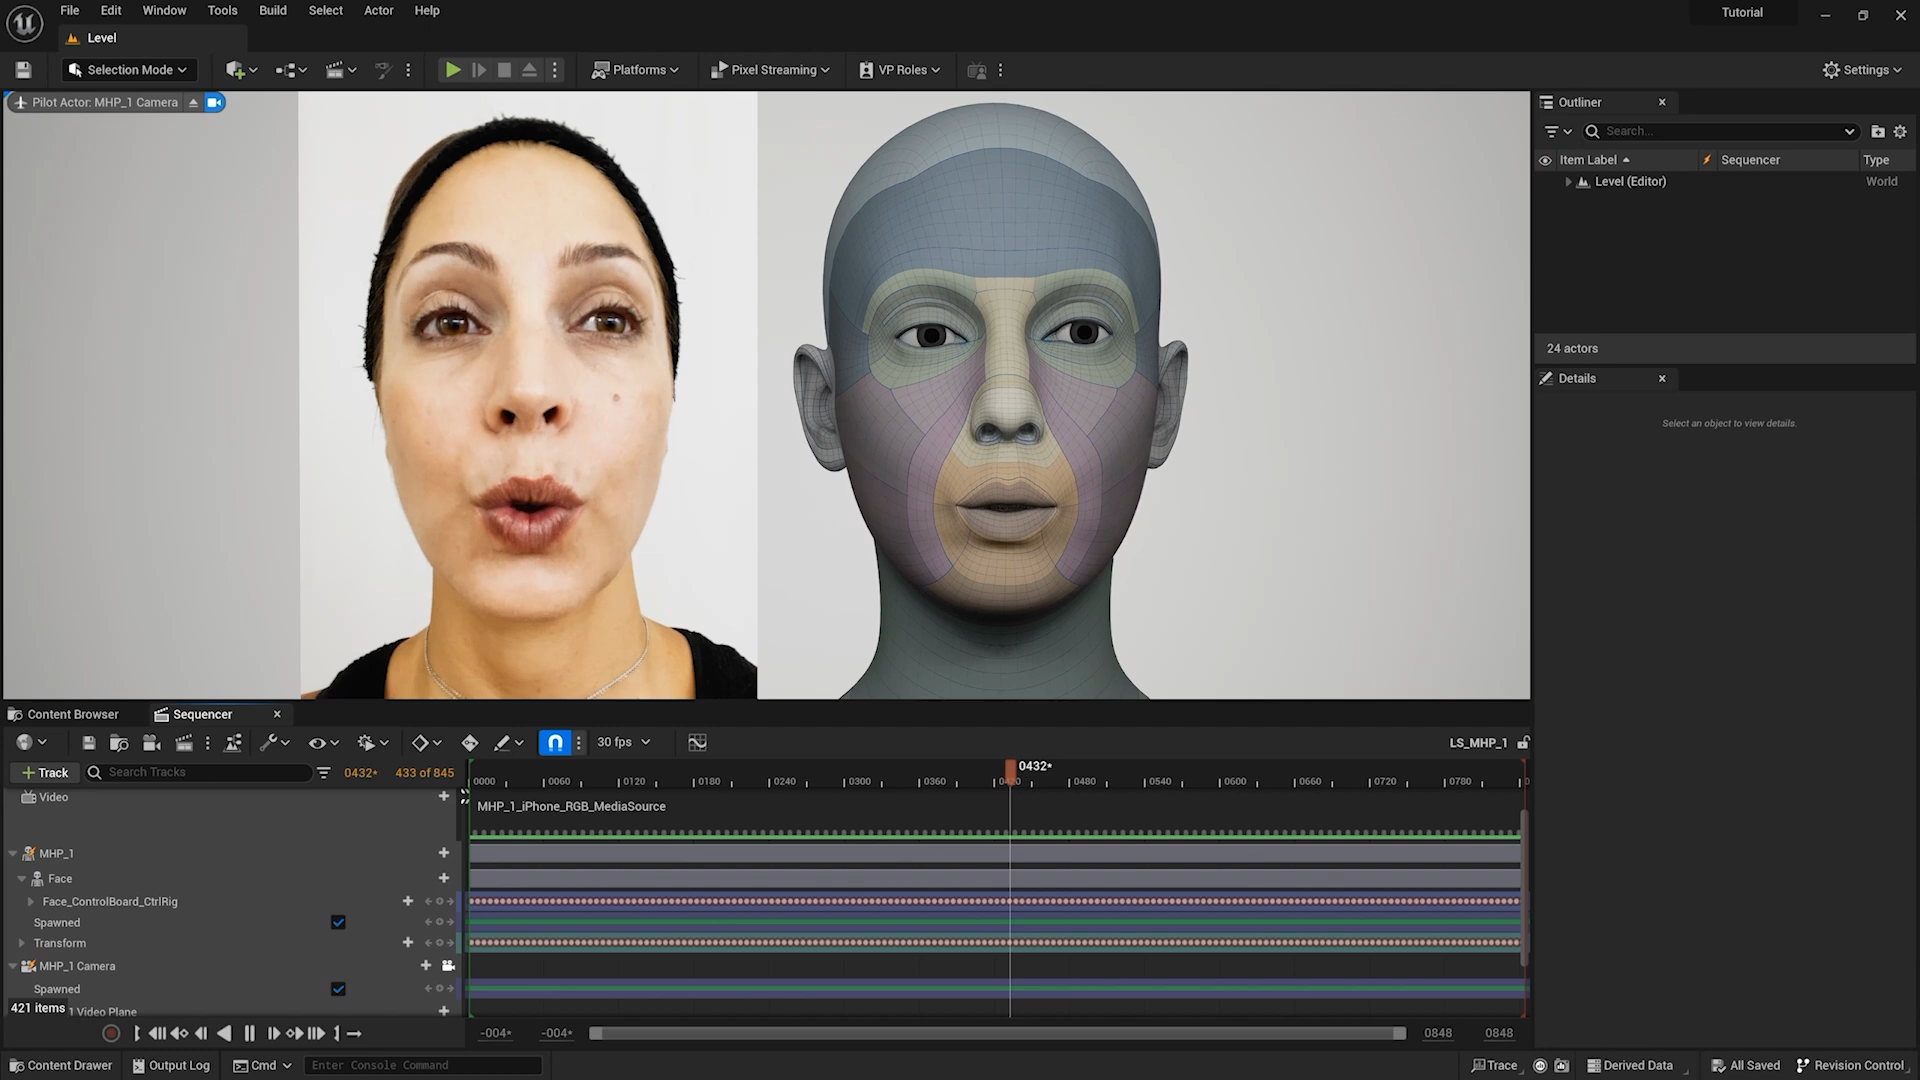 File Edit Window Tools Build Select Actor Help
Tutorial
Level
Selection Mode
Platforms
Pixel Streaming
VP Roles
Settings
Pilot Actor: MHP_1 Camera
Outliner
Search...
Item Label Sequencer Type
Level (Editor) World
24 actors
Details
Select an object to view details.
Content Browser
Sequencer
30 fps
LS_MHP_1
Track
Search Tracks
0432*
433 of 845
0432*
0000 0060 0120 0180 0240 0300 0360 0480 0540 0600 0660 0720 0780
Video
MHP_1_iPhone_RGB_MediaSource
MHP_1
Face
Face_ControlBoard_CtrlRig
Spawned
Transform
MHP_1 Camera
Spawned
421 items
1 Video Plane
-004*
-004*
0848
0848
Content Drawer
Output Log
Cmd
Enter Console Command
Trace
Derived Data
All Saved
Revision Control